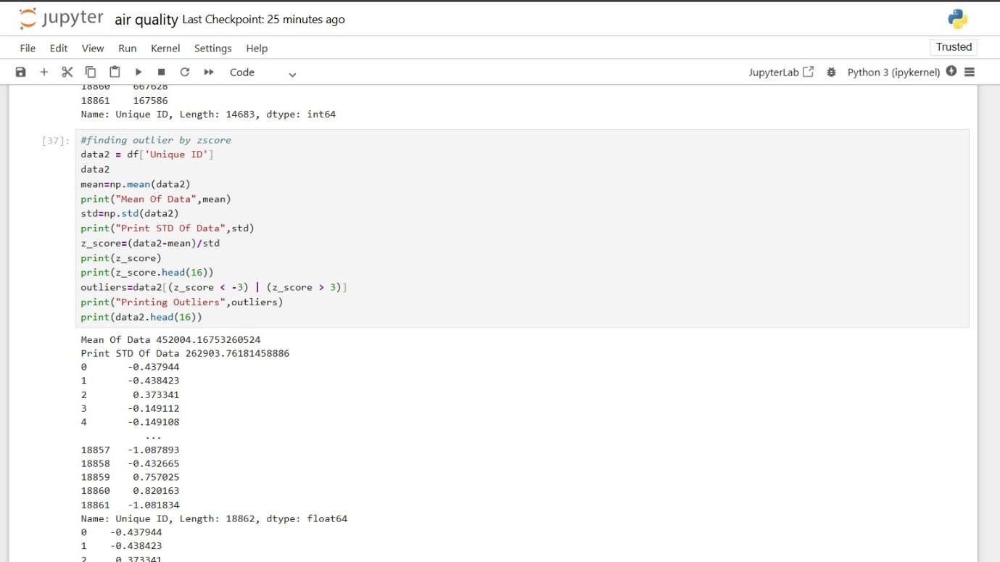 jupyter air quality Last Checkpoint: 25 minutes ago
File Edit View Run Kernel Settings Help Trusted
Code JupyterLab Python 3 (ipykernel)
18860    667628
18861    167586
Name: Unique ID, Length: 14683, dtype: int64
[37]: #finding outlier by zscore
data2 = df['Unique ID']
data2
mean=np.mean(data2)
print("Mean Of Data",mean)
std=np.std(data2)
print("Print STD Of Data",std)
z_score=(data2-mean)/std
print(z_score)
print(z_score.head(16))
outliers=data2[(z_score < -3) | (z_score > 3)]
print("Printing Outliers",outliers)
print(data2.head(16))
Mean Of Data 452004.16753260524
Print STD Of Data 262903.76181458886
0       -0.437944
1       -0.438423
2        0.373341
3       -0.149112
4       -0.149108
...
18857   -1.087893
18858   -0.432665
18859    0.757025
18860    0.820163
18861   -1.081834
Name: Unique ID, Length: 18862, dtype: float64
0    -0.437944
1    -0.438423
2     0.373341